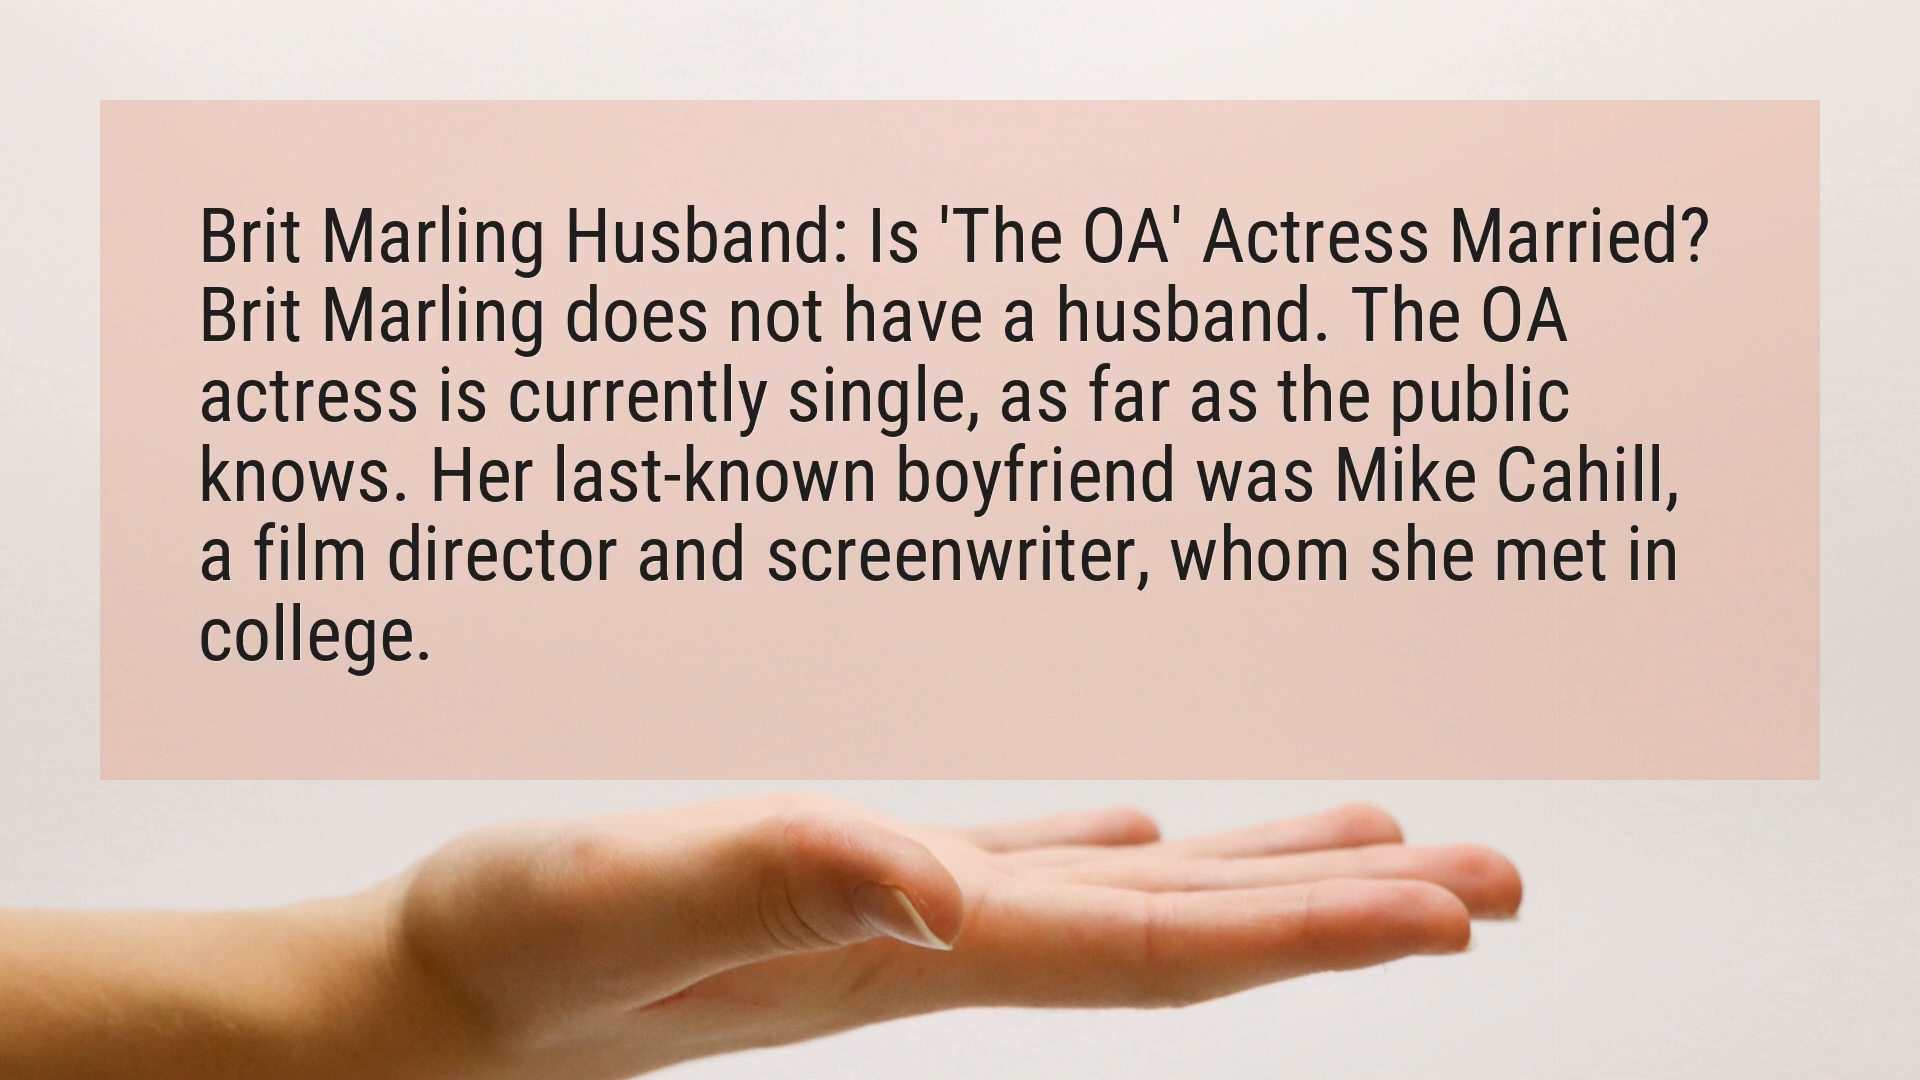 Brit Marling Husband: Is 'The OA' Actress Married?
Brit Marling does not have a husband. The OA
actress is currently single, as far as the public
knows. Her last-known boyfriend was Mike Cahill,
a film director and screenwriter, whom she met in
college.